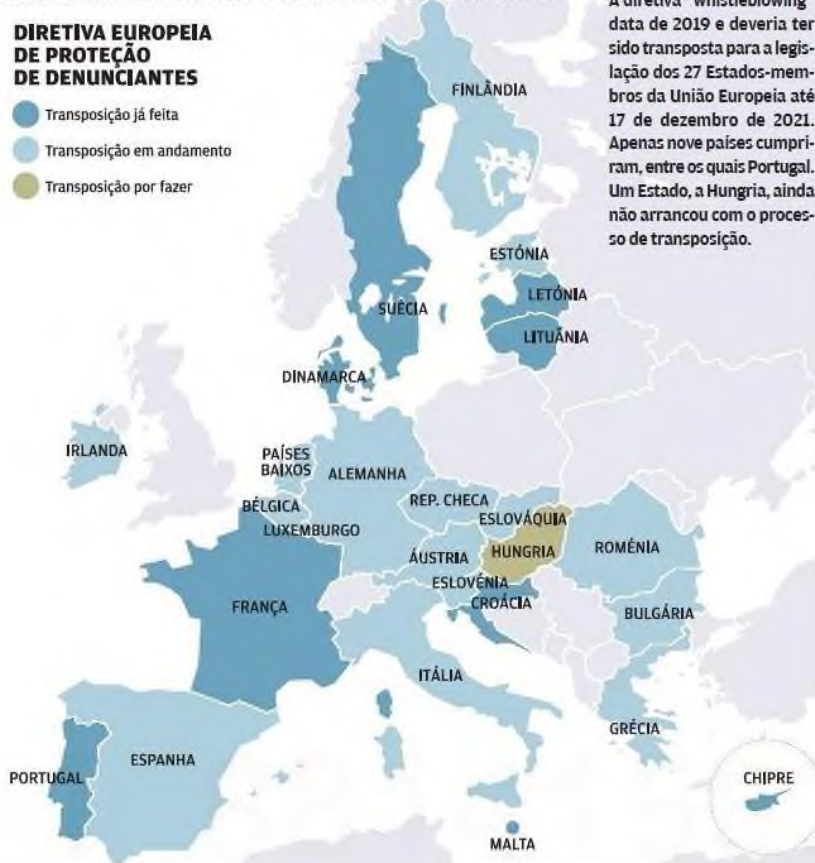 DIRETIVA EUROPEIA
DE PROTEÇÃO
DE DENUNCIANTES
Transposição já feita
Transposição em andamento
Transposição por fazer
A diretiva "whistleblowing"
data de 2019 e deveria ter
sido transposta para a legis-
lação dos 27 Estados-mem-
bros da União Europeia até
17 de dezembro de 2021.
Apenas nove países cumpri-
ram, entre os quais Portugal.
Um Estado, a Hungria, ainda
não arrancou com o proces-
so de transposição.
FINLÂNDIA
ESTÓNIA
LETÓNIA
SUÉCIA
LITUÂNIA
DINAMARCA
IRLANDA
PAÍSES
BAIXOS
ALEMANHA
BÉLGICA
REP. CHECA
LUXEMBURGO
ESLOVÁQUIA
ÁUSTRIA
HUNGRIA
ROMÉNIA
ESLOVÉNIA
FRANÇA
CROÁCIA
BULGÁRIA
ITÁLIA
GRÉCIA
ESPANHA
PORTUGAL
CHIPRE
MALTA